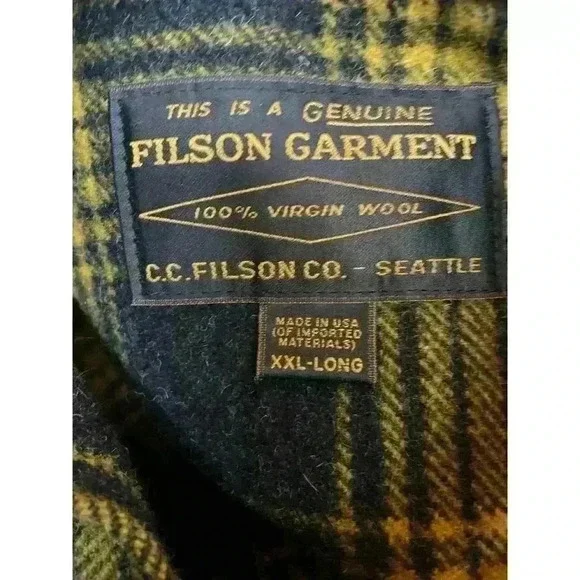 THIS IS A GENUINE
FILSON GARMENT
100% VIRGIN WOOL
C.C. FILSON CO. - SEATTLE
MADE IN USA
(OF IMPORTED
MATERIALS)
XXL-LONG